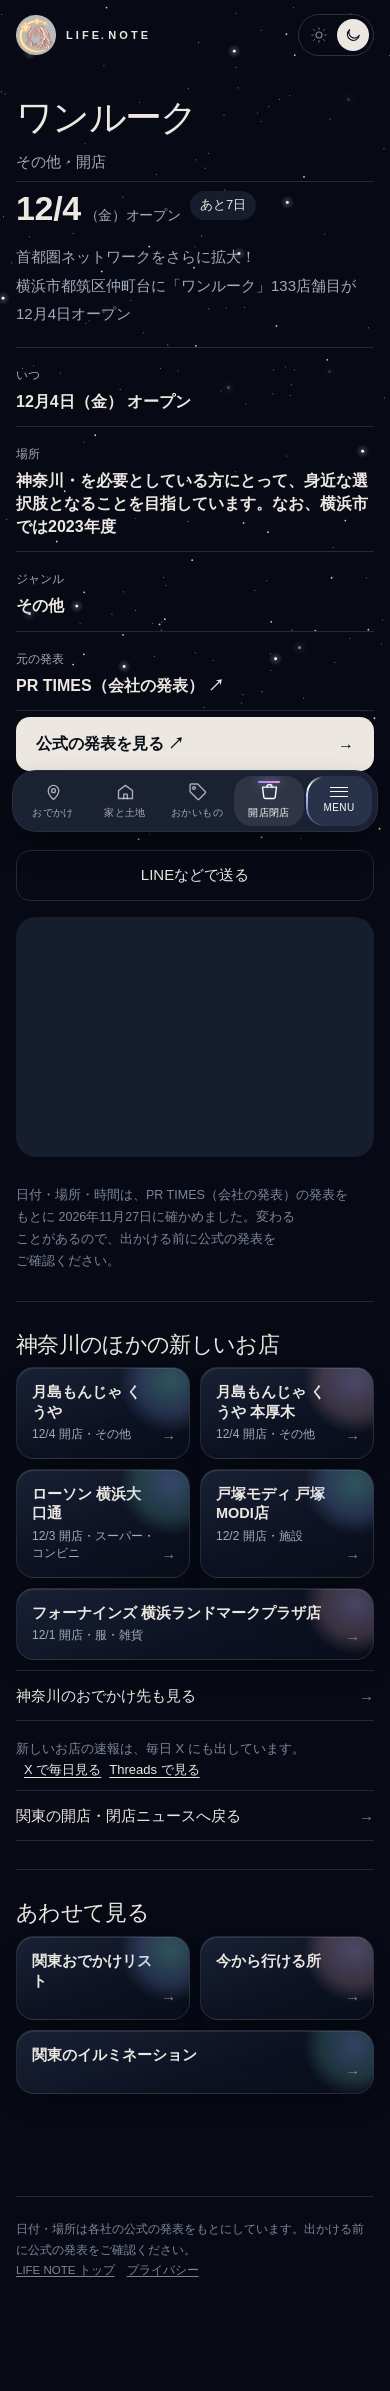 LIFE.NOTE
ワンルーク
その他・開店
12/4（金）オープン あと7日
首都圏ネットワークをさらに拡大！
横浜市都筑区仲町台に「ワンルーク」133店舗目が
12月4日オープン
いつ
12月4日（金） オープン
場所
神奈川・を必要としている方にとって、身近な選
択肢となることを目指しています。なお、横浜市
では2023年度
ジャンル
その他
元の発表
PR TIMES（会社の発表） ↗
公式の発表を見る ↗ →
おでかけ 家と土地 おかいもの 開店閉店 MENU
LINEなどで送る
日付・場所・時間は、PR TIMES（会社の発表）の発表を
もとに 2026年11月27日に確かめました。変わる
ことがあるので、出かける前に公式の発表を
ご確認ください。
神奈川のほかの新しいお店
月島もんじゃ く
うや
12/4 開店・その他 →
月島もんじゃ く
うや 本厚木
12/4 開店・その他 →
ローソン 横浜大
口通
12/3 開店・スーパー・
コンビニ →
戸塚モディ 戸塚
MODI店
12/2 開店・施設 →
フォーナインズ 横浜ランドマークプラザ店
12/1 開店・服・雑貨 →
神奈川のおでかけ先も見る →
新しいお店の速報は、毎日 X にも出しています。
X で毎日見る Threads で見る
関東の開店・閉店ニュースへ戻る →
あわせて見る
関東おでかけリス
ト →
今から行ける所 →
関東のイルミネーション →
日付・場所は各社の公式の発表をもとにしています。出かける前
に公式の発表をご確認ください。
LIFE NOTE トップ プライバシー